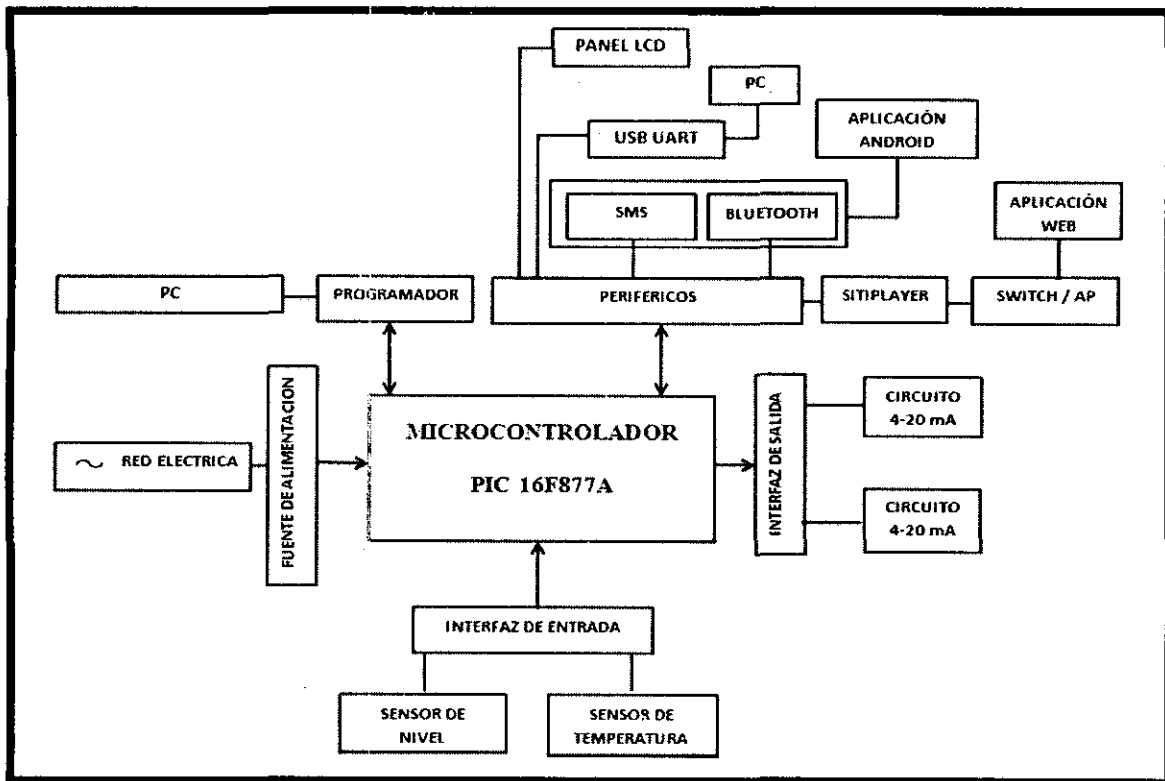 PANEL LCD
PC
USB UART
APLICACIÓN
ANDROID
SMS
BLUETOOTH
APLICACIÓN
WEB
PC
PROGRAMADOR
PERIFERICOS
SITIPLAYER
SWITCH / AP
FUENTE DE ALIMENTACION
MICROCONTROLADOR
PIC 16F877A
INTERFAZ DE SALIDA
CIRCUITO
4-20 mA
~ RED ELECTRICA
CIRCUITO
4-20 mA
INTERFAZ DE ENTRADA
SENSOR DE
NIVEL
SENSOR DE
TEMPERATURA